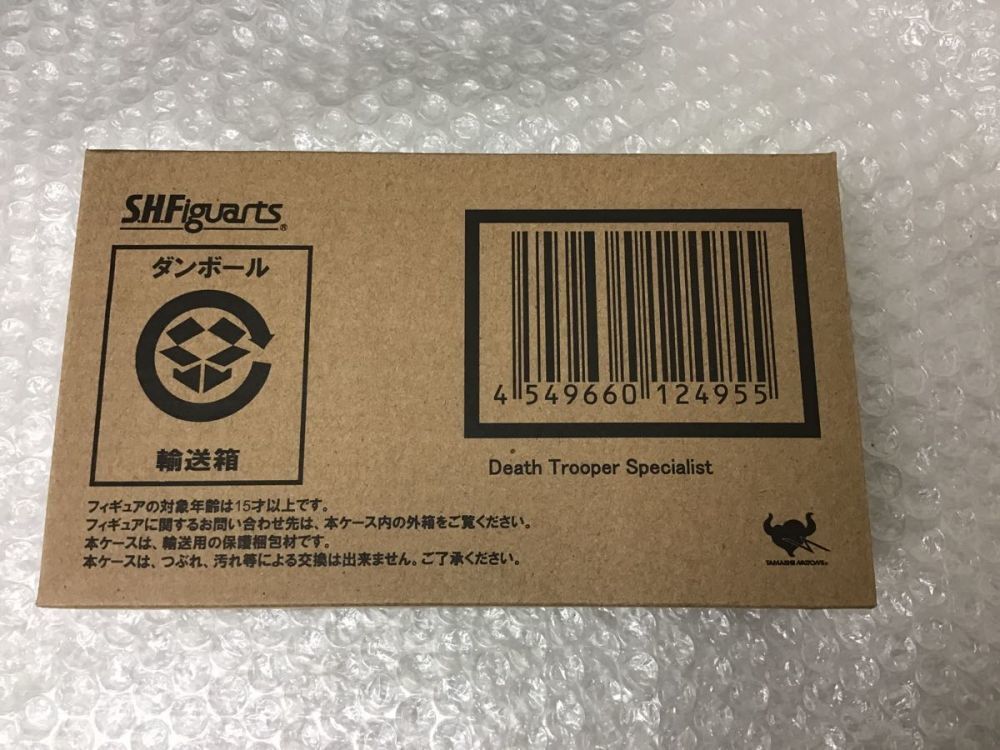 S.H.Figuarts®
ダンボール
輸送箱
4 549660 124955
Death Trooper Specialist
フィギュアの対象年齢は15才以上です。
フィギュアに関するお問い合わせ先は、本ケース内の外箱をご覧ください。
本ケースは、輸送用の保護梱包材です。
本ケースは、つぶれ、汚れ等による交換は出来ません。ご了承ください。
TAMASHII NATIONS®